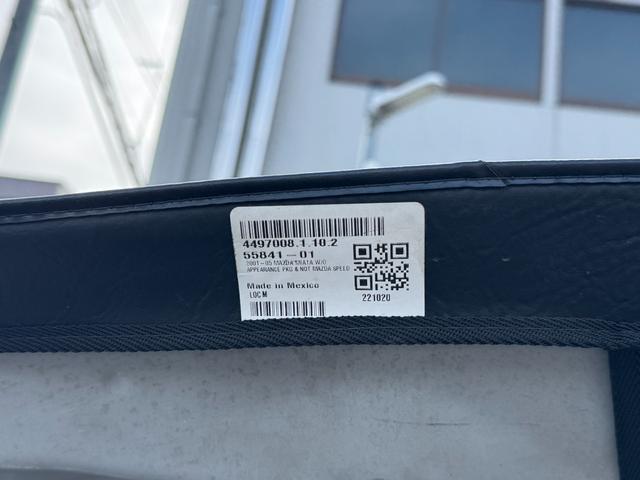 4497008.1.10.2
55841-01
2001-05 MAZDA MIATA W/O
APPEARANCE PKG & NOT MAZDA SPEED
Made in Mexico
LOC M
221020